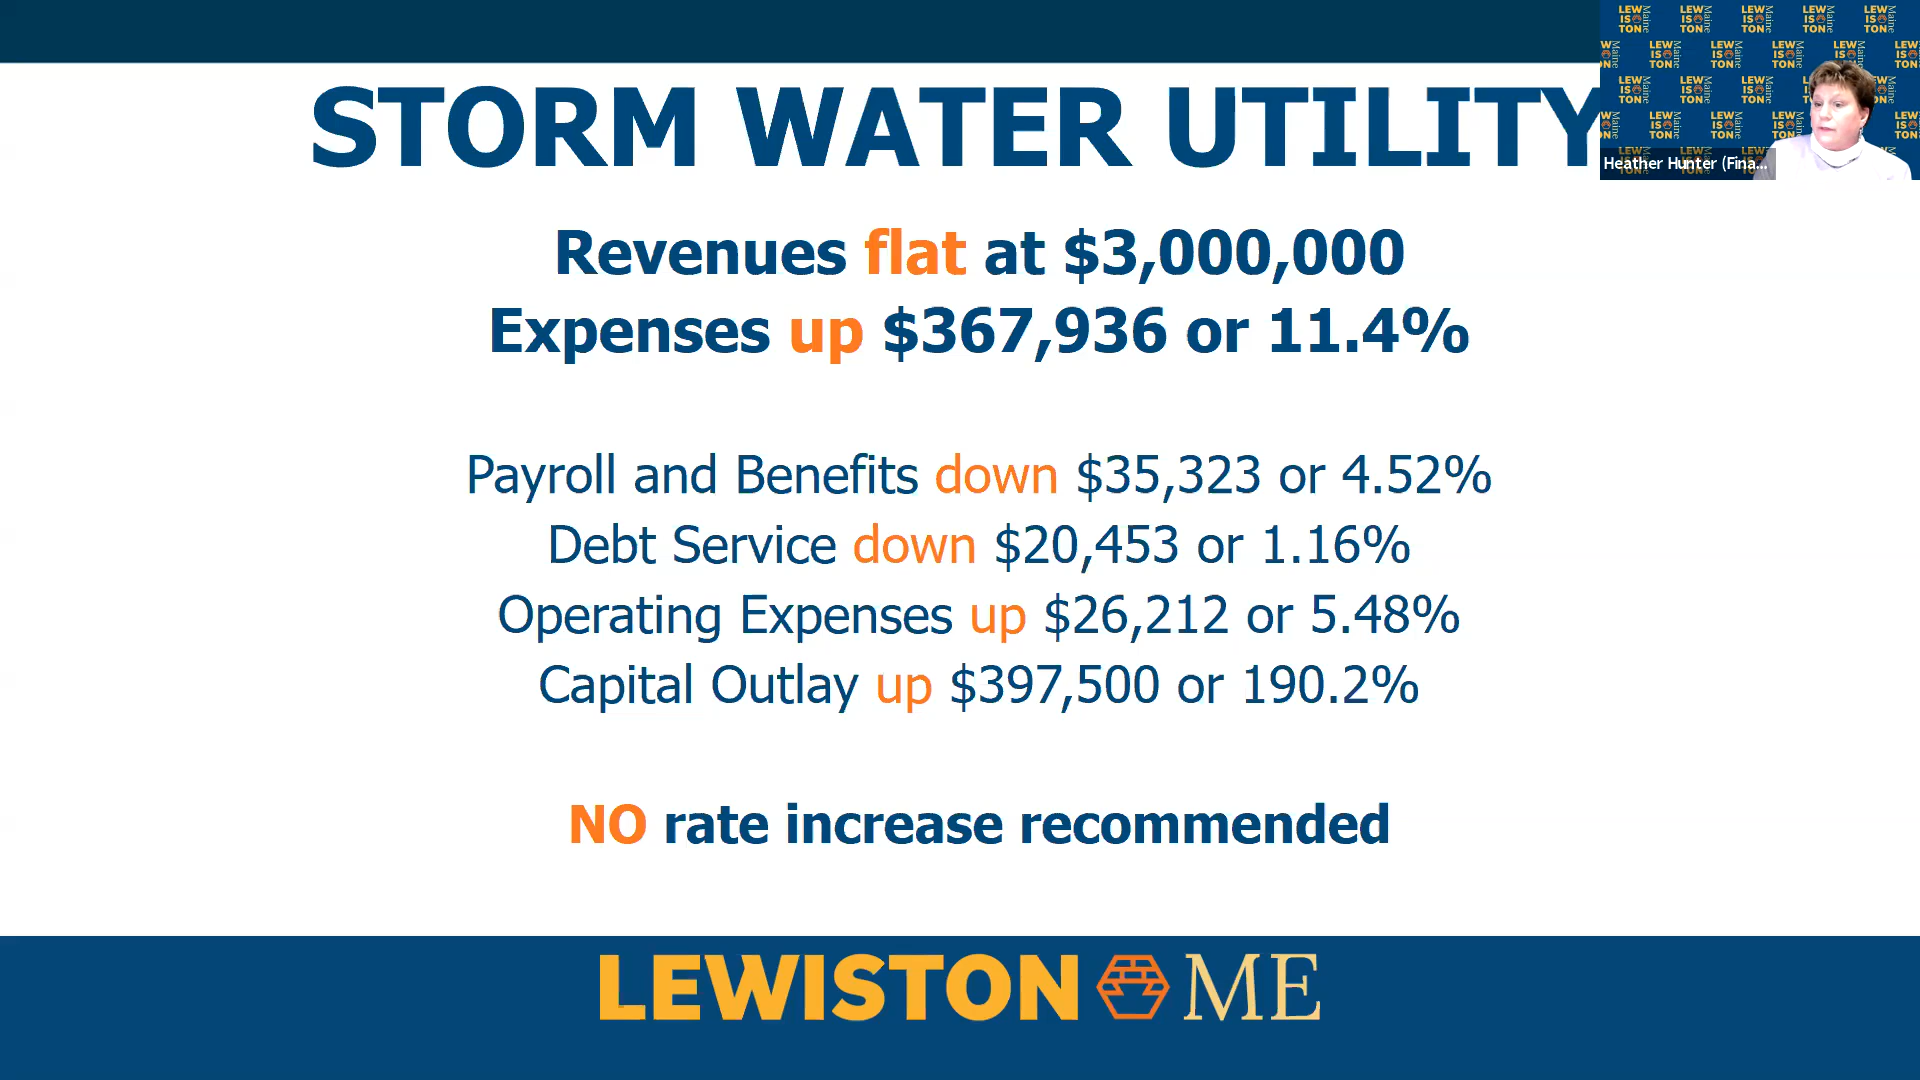 STORM WATER UTILITY
Heather Hunter (Fina...
Revenues flat at $3,000,000
Expenses up $367,936 or 11.4%
Payroll and Benefits down $35,323 or 4.52%
Debt Service down $20,453 or 1.16%
Operating Expenses up $26,212 or 5.48%
Capital Outlay up $397,500 or 190.2%
NO rate increase recommended
LEWISTON ME